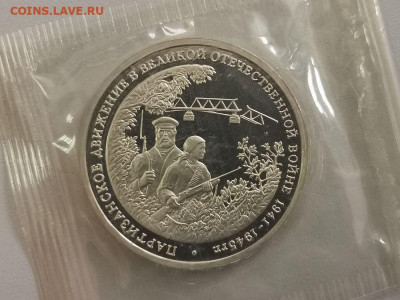 COINS.LAVE.RU
ПАРТИЗАНСКОЕ ДВИЖЕНИЕ В ВЕЛИКОЙ ОТЕЧЕСТВЕННОЙ ВОЙНЕ 1941-1945гг.